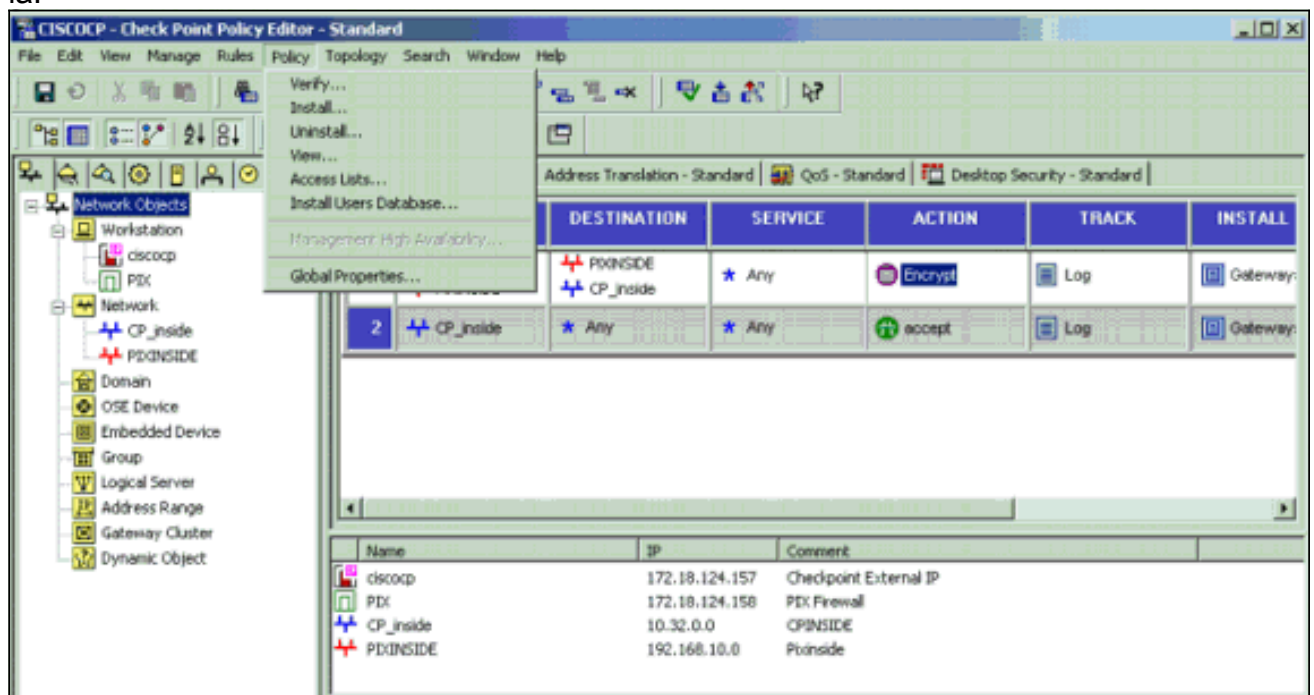 CISCOCP - Check Point Policy Editor - Standard
File Edit View Manage Rules Policy Topology Search Window Help
Verify...
Install...
Uninstall...
View...
Access Lists...
Install Users Database...
Management High Availability...
Global Properties...
Address Translation - Standard QoS - Standard Desktop Security - Standard
Network Objects
Workstation
ciscocp
PIX
Network
CP_inside
PIXINSIDE
Domain
OSE Device
Embedded Device
Group
Logical Server
Address Range
Gateway Cluster
Dynamic Object
DESTINATION SERVICE ACTION TRACK INSTALL
PIXINSIDE
CP_inside
Any Encrypt Log Gateway
2 CP_inside Any Any accept Log Gateway
Name IP Comment
ciscocp 172.18.124.157 Checkpoint External IP
PIX 172.18.124.158 PIX Firewall
CP_inside 10.32.0.0 CPINSIDE
PIXINSIDE 192.168.10.0 Pixinside